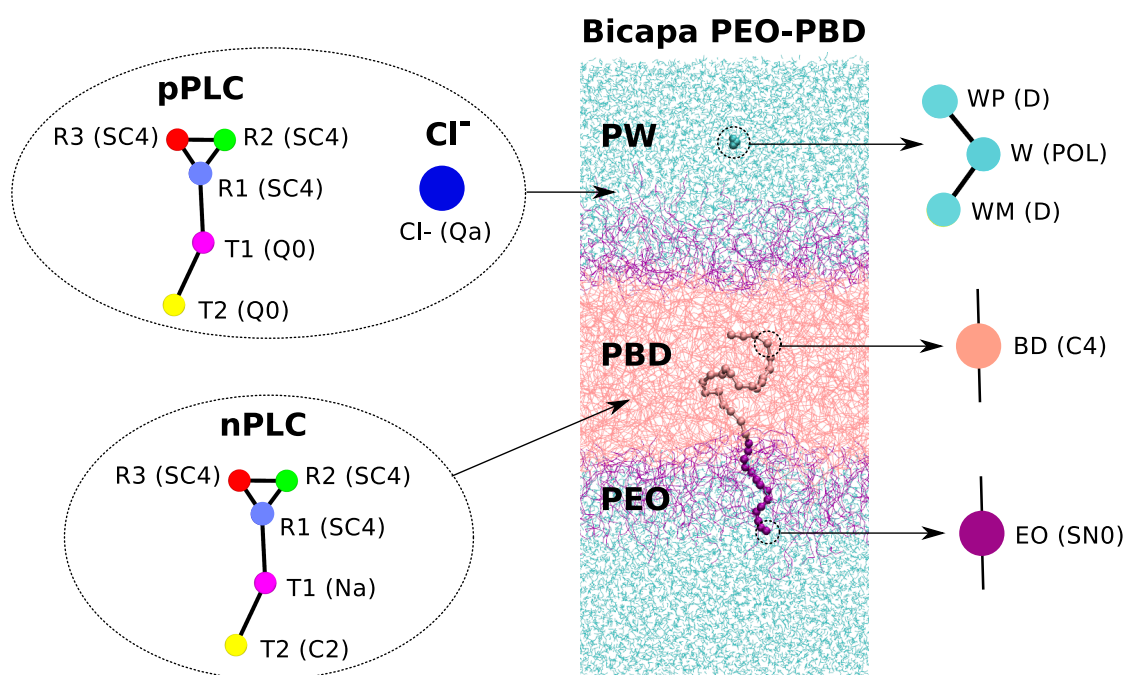 Bicapa PEO-PBD
pPLC
R3 (SC4)
R2 (SC4)
R1 (SC4)
T1 (Q0)
T2 (Q0)
Cl⁻
Cl- (Qa)
PW
WP (D)
W (POL)
WM (D)
PBD
BD (C4)
nPLC
R3 (SC4)
R2 (SC4)
R1 (SC4)
T1 (Na)
T2 (C2)
PEO
EO (SN0)